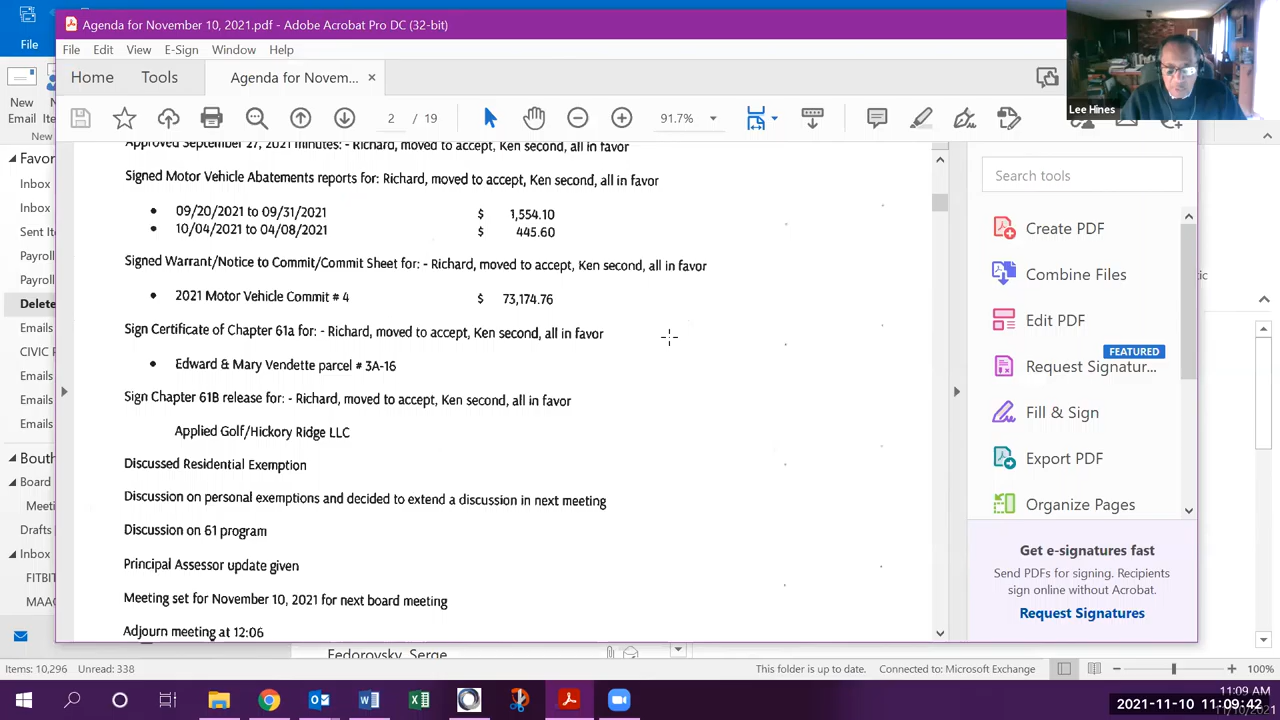 Agenda for November 10, 2021.pdf - Adobe Acrobat Pro DC (32-bit)
File
File Edit View E-Sign Window Help
Home Tools Agenda for Novem... ×
Lee Hines
New
Email
New
2 / 19
91.7%
Favor
Inbox
Inbox
Sent It
Payroll
Payroll
Delete
Emails
CIVIC
Emails
Emails
Emails
Bouth
Board
Meeti
Drafts
Inbox
FITBIT
MAA
Approved September 27, 2021 minutes: - Richard, moved to accept, Ken second, all in favor
Signed Motor Vehicle Abatements reports for: Richard, moved to accept, Ken second, all in favor
• 09/20/2021 to 09/31/2021 $ 1,554.10
• 10/04/2021 to 04/08/2021 $ 445.60
Signed Warrant/Notice to Commit/Commit Sheet for: - Richard, moved to accept, Ken second, all in favor
• 2021 Motor Vehicle Commit # 4 $ 73,174.76
Sign Certificate of Chapter 61a for: - Richard, moved to accept, Ken second, all in favor
• Edward & Mary Vendette parcel # 3A-16
Sign Chapter 61B release for: - Richard, moved to accept, Ken second, all in favor
Applied Golf/Hickory Ridge LLC
Discussed Residential Exemption
Discussion on personal exemptions and decided to extend a discussion in next meeting
Discussion on 61 program
Principal Assessor update given
Meeting set for November 10, 2021 for next board meeting
Adjourn meeting at 12:06
Search tools
Create PDF
Combine Files
Edit PDF
FEATURED
Request Signatur...
Fill & Sign
Export PDF
Organize Pages
Get e-signatures fast
Send PDFs for signing. Recipients
sign online without Acrobat.
Request Signatures
Fedorovsky, Serge
Items: 10,296 Unread: 338 This folder is up to date. Connected to: Microsoft Exchange 100%
11:09 AM
2021-11-10 11:09:42